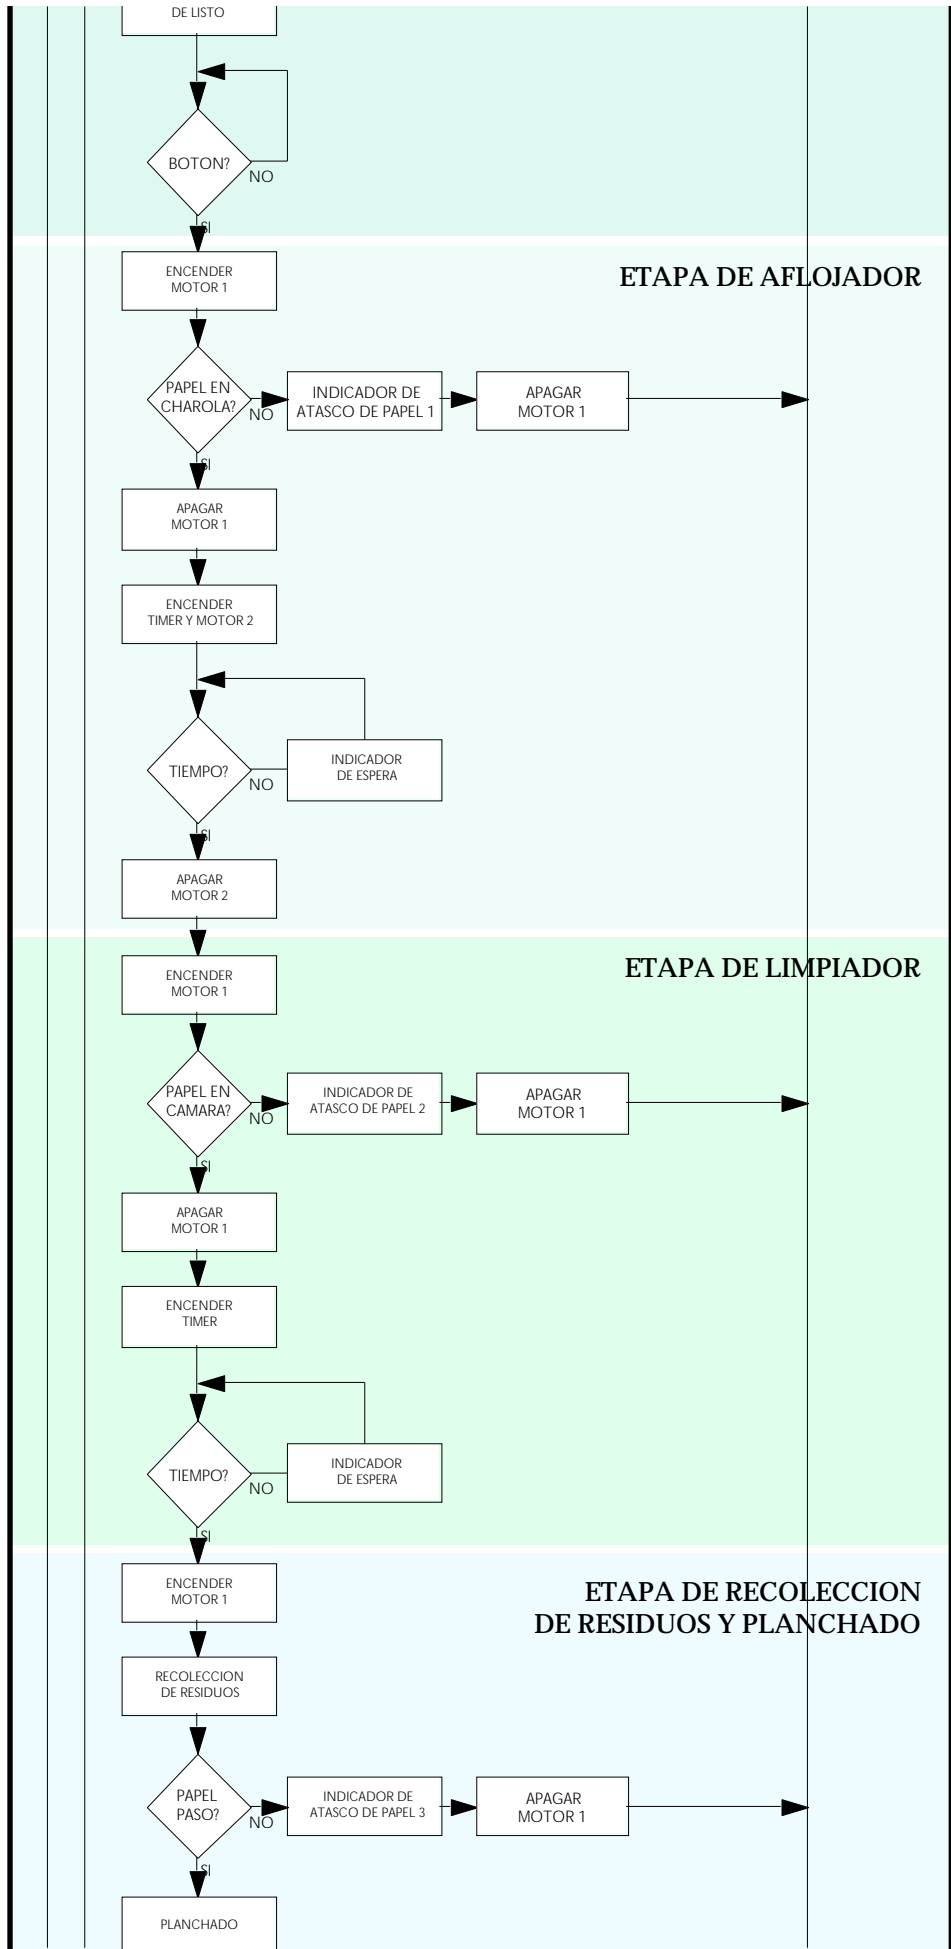 DE LISTO
BOTON?
NO
SI
ETAPA DE AFLOJADOR
ENCENDER
MOTOR 1
PAPEL EN
CHAROLA?
NO
INDICADOR DE
ATASCO DE PAPEL 1
APAGAR
MOTOR 1
SI
APAGAR
MOTOR 1
ENCENDER
TIMER Y MOTOR 2
TIEMPO?
NO
INDICADOR
DE ESPERA
SI
APAGAR
MOTOR 2
ETAPA DE LIMPIADOR
ENCENDER
MOTOR 1
PAPEL EN
CAMARA?
NO
INDICADOR DE
ATASCO DE PAPEL 2
APAGAR
MOTOR 1
SI
APAGAR
MOTOR 1
ENCENDER
TIMER
TIEMPO?
NO
INDICADOR
DE ESPERA
SI
ETAPA DE RECOLECCION
DE RESIDUOS Y PLANCHADO
ENCENDER
MOTOR 1
RECOLECCION
DE RESIDUOS
PAPEL
PASO?
NO
INDICADOR DE
ATASCO DE PAPEL 3
APAGAR
MOTOR 1
SI
PLANCHADO